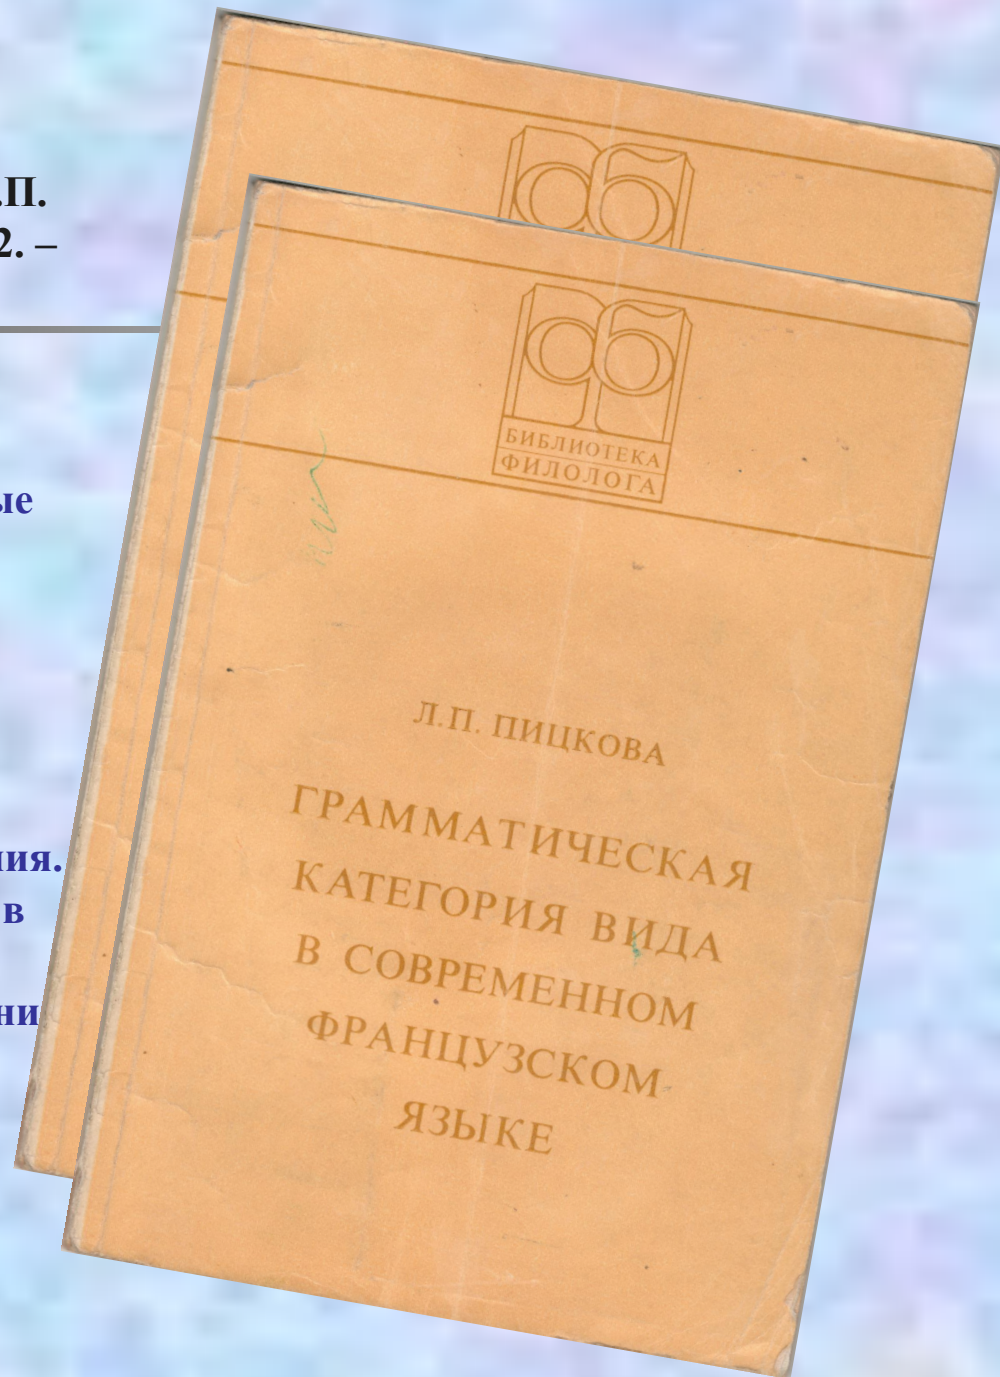 .П.
2. –
ые
ния.
в
ни
БИБЛИОТЕКА
ФИЛОЛОГА
Л.П. ПИЦКОВА
ГРАММАТИЧЕСКАЯ
КАТЕГОРИЯ ВИДА
В СОВРЕМЕННОМ
ФРАНЦУЗСКОМ
ЯЗЫКЕ